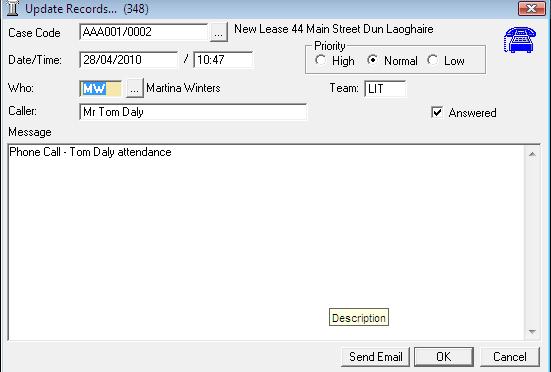 Update Records... (348)
Case Code AAA001/0002 ... New Lease 44 Main Street Dun Laoghaire
Priority
Date/Time: 28/04/2010 / 10:47 High Normal Low
Who: MW ... Martina Winters Team: LIT
Caller: Mr Tom Daly Answered
Message
Phone Call - Tom Daly attendance
Description
Send Email OK Cancel